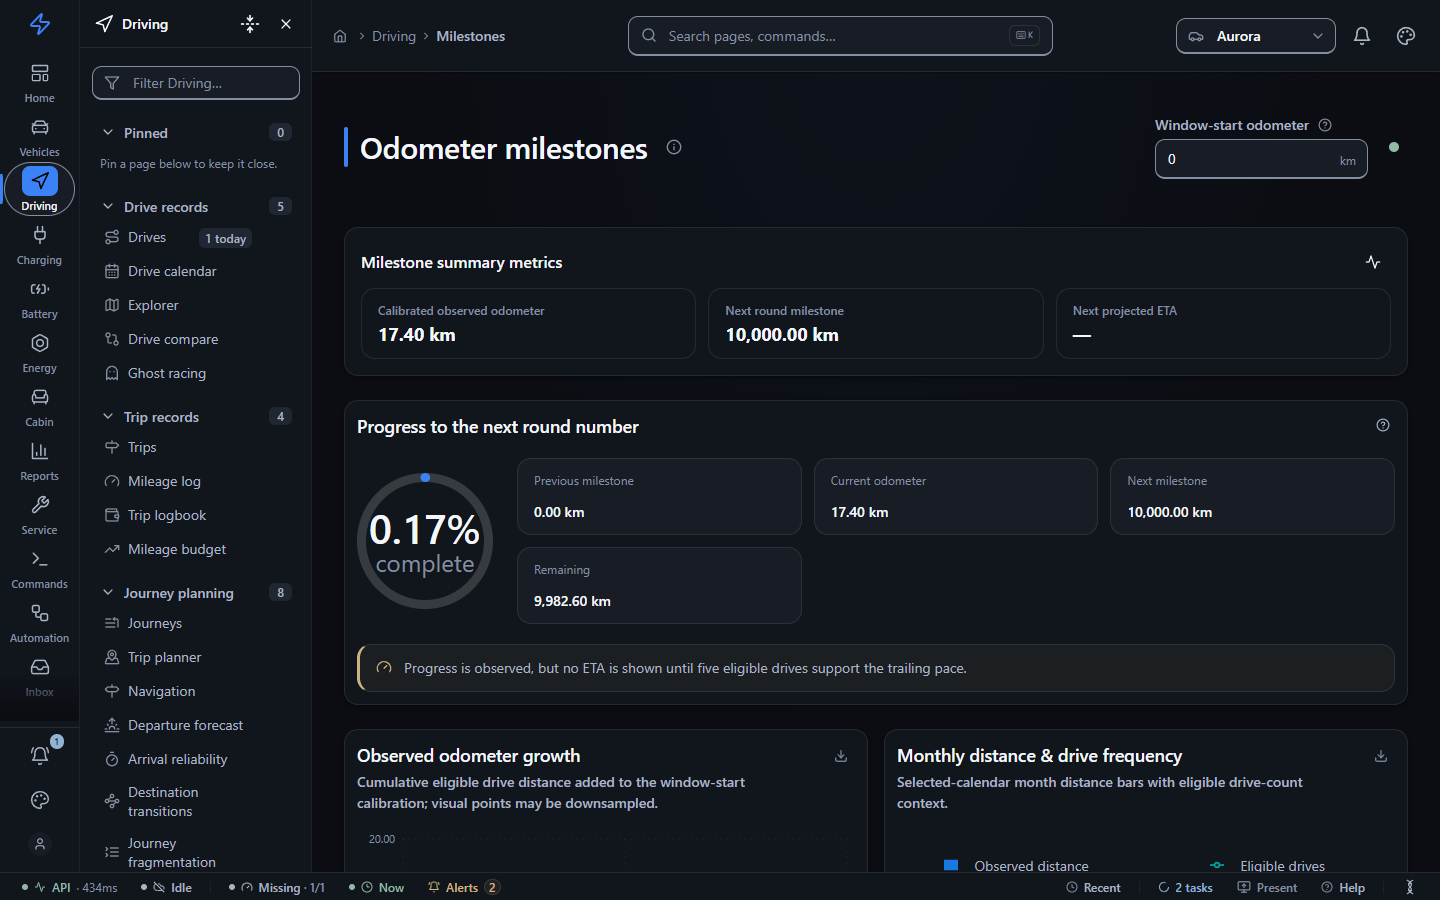 Home
Vehicles
Driving
Charging
Battery
Energy
Cabin
Reports
Service
Commands
Automation
Inbox
1
Driving
Filter Driving...
Pinned 0
Pin a page below to keep it close.
Drive records 5
Drives 1 today
Drive calendar
Explorer
Drive compare
Ghost racing
Trip records 4
Trips
Mileage log
Trip logbook
Mileage budget
Journey planning 8
Journeys
Trip planner
Navigation
Departure forecast
Arrival reliability
Destination
transitions
Journey
fragmentation
Driving Milestones
Search pages, commands... K
Aurora
Odometer milestones
Window-start odometer
0 km
Milestone summary metrics
Calibrated observed odometer
17.40 km
Next round milestone
10,000.00 km
Next projected ETA
—
Progress to the next round number
0.17%
complete
Previous milestone
0.00 km
Current odometer
17.40 km
Next milestone
10,000.00 km
Remaining
9,982.60 km
Progress is observed, but no ETA is shown until five eligible drives support the trailing pace.
Observed odometer growth
Cumulative eligible drive distance added to the window-start
calibration; visual points may be downsampled.
20.00
Monthly distance & drive frequency
Selected-calendar month distance bars with eligible drive-count
context.
Observed distance Eligible drives
API · 434ms Idle Missing · 1/1 Now Alerts 2 Recent 2 tasks Present Help